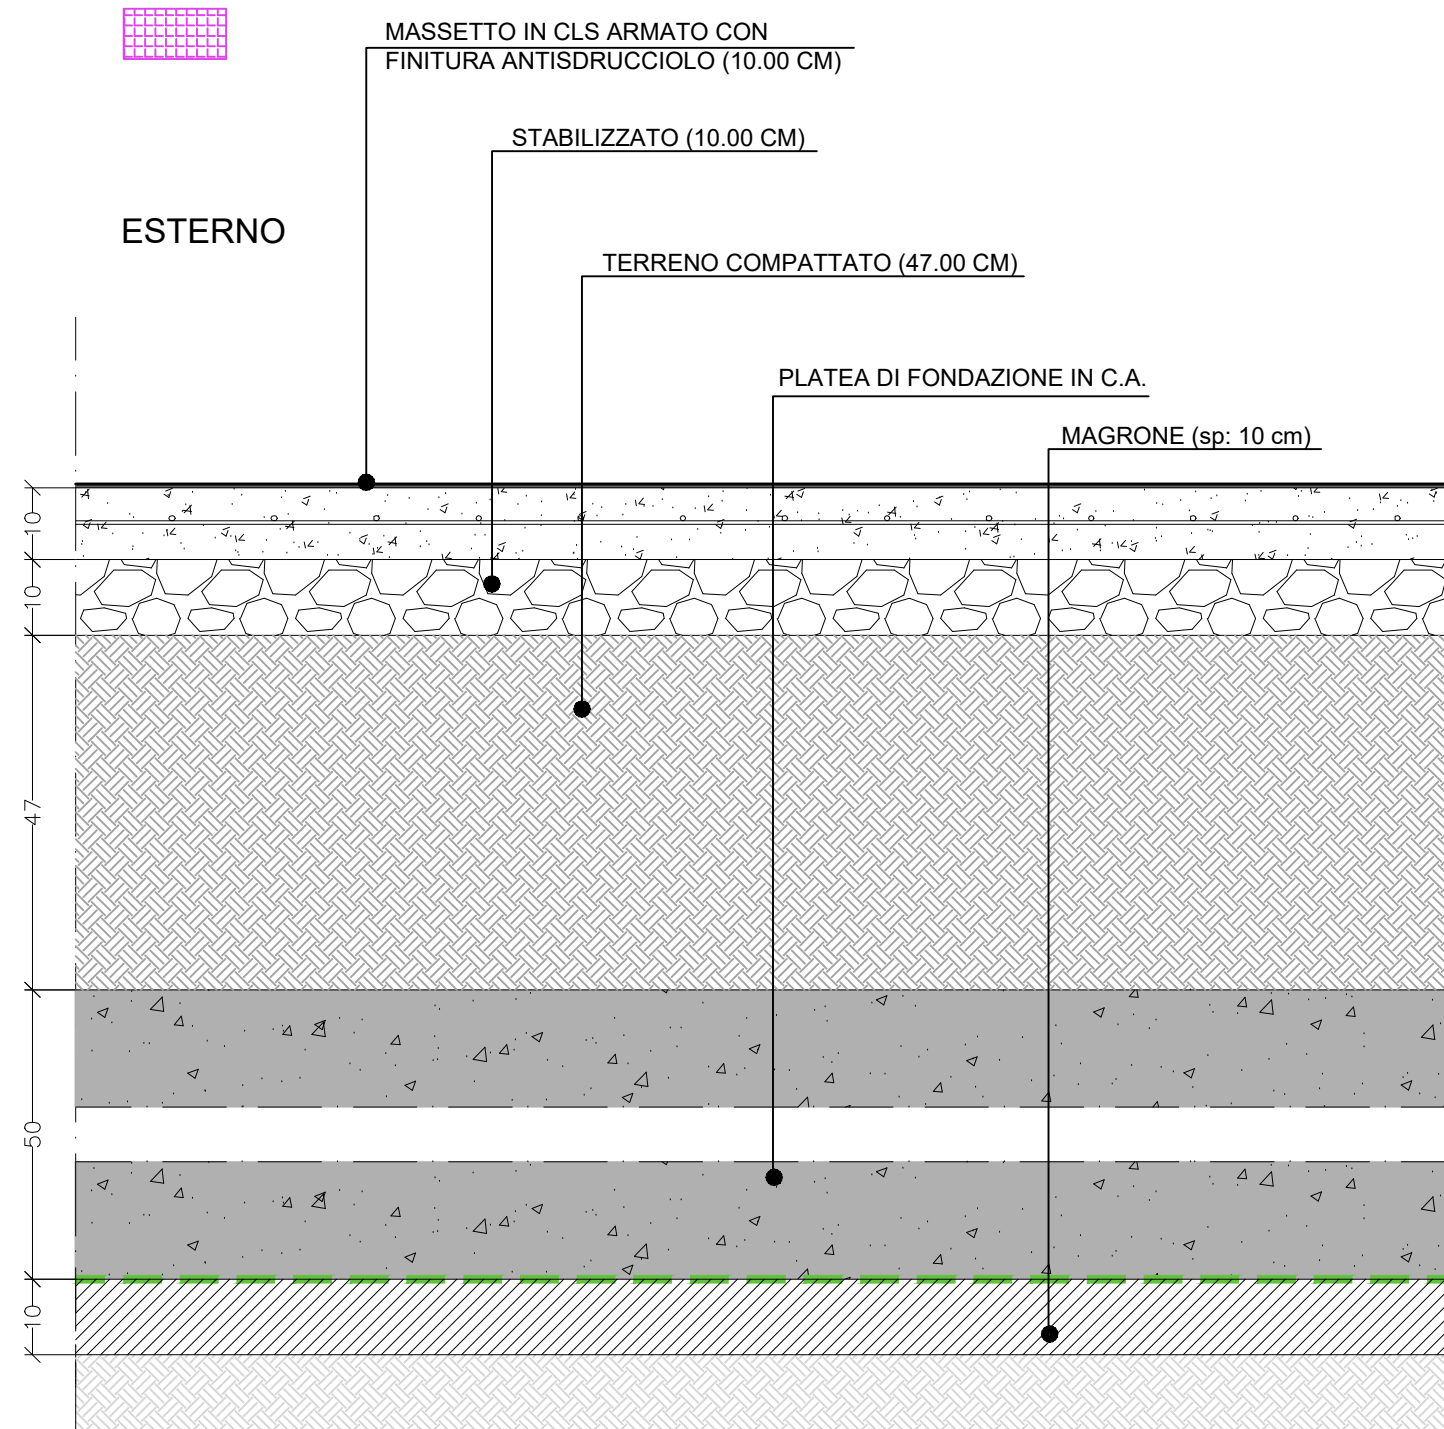 MASSETTO IN CLS ARMATO CON
FINITURA ANTISDRUCCIOLO (10.00 CM)
STABILIZZATO (10.00 CM)
ESTERNO
TERRENO COMPATTATO (47.00 CM)
PLATEA DI FONDAZIONE IN C.A.
MAGRONE (sp: 10 cm)
10
10
47
50
10